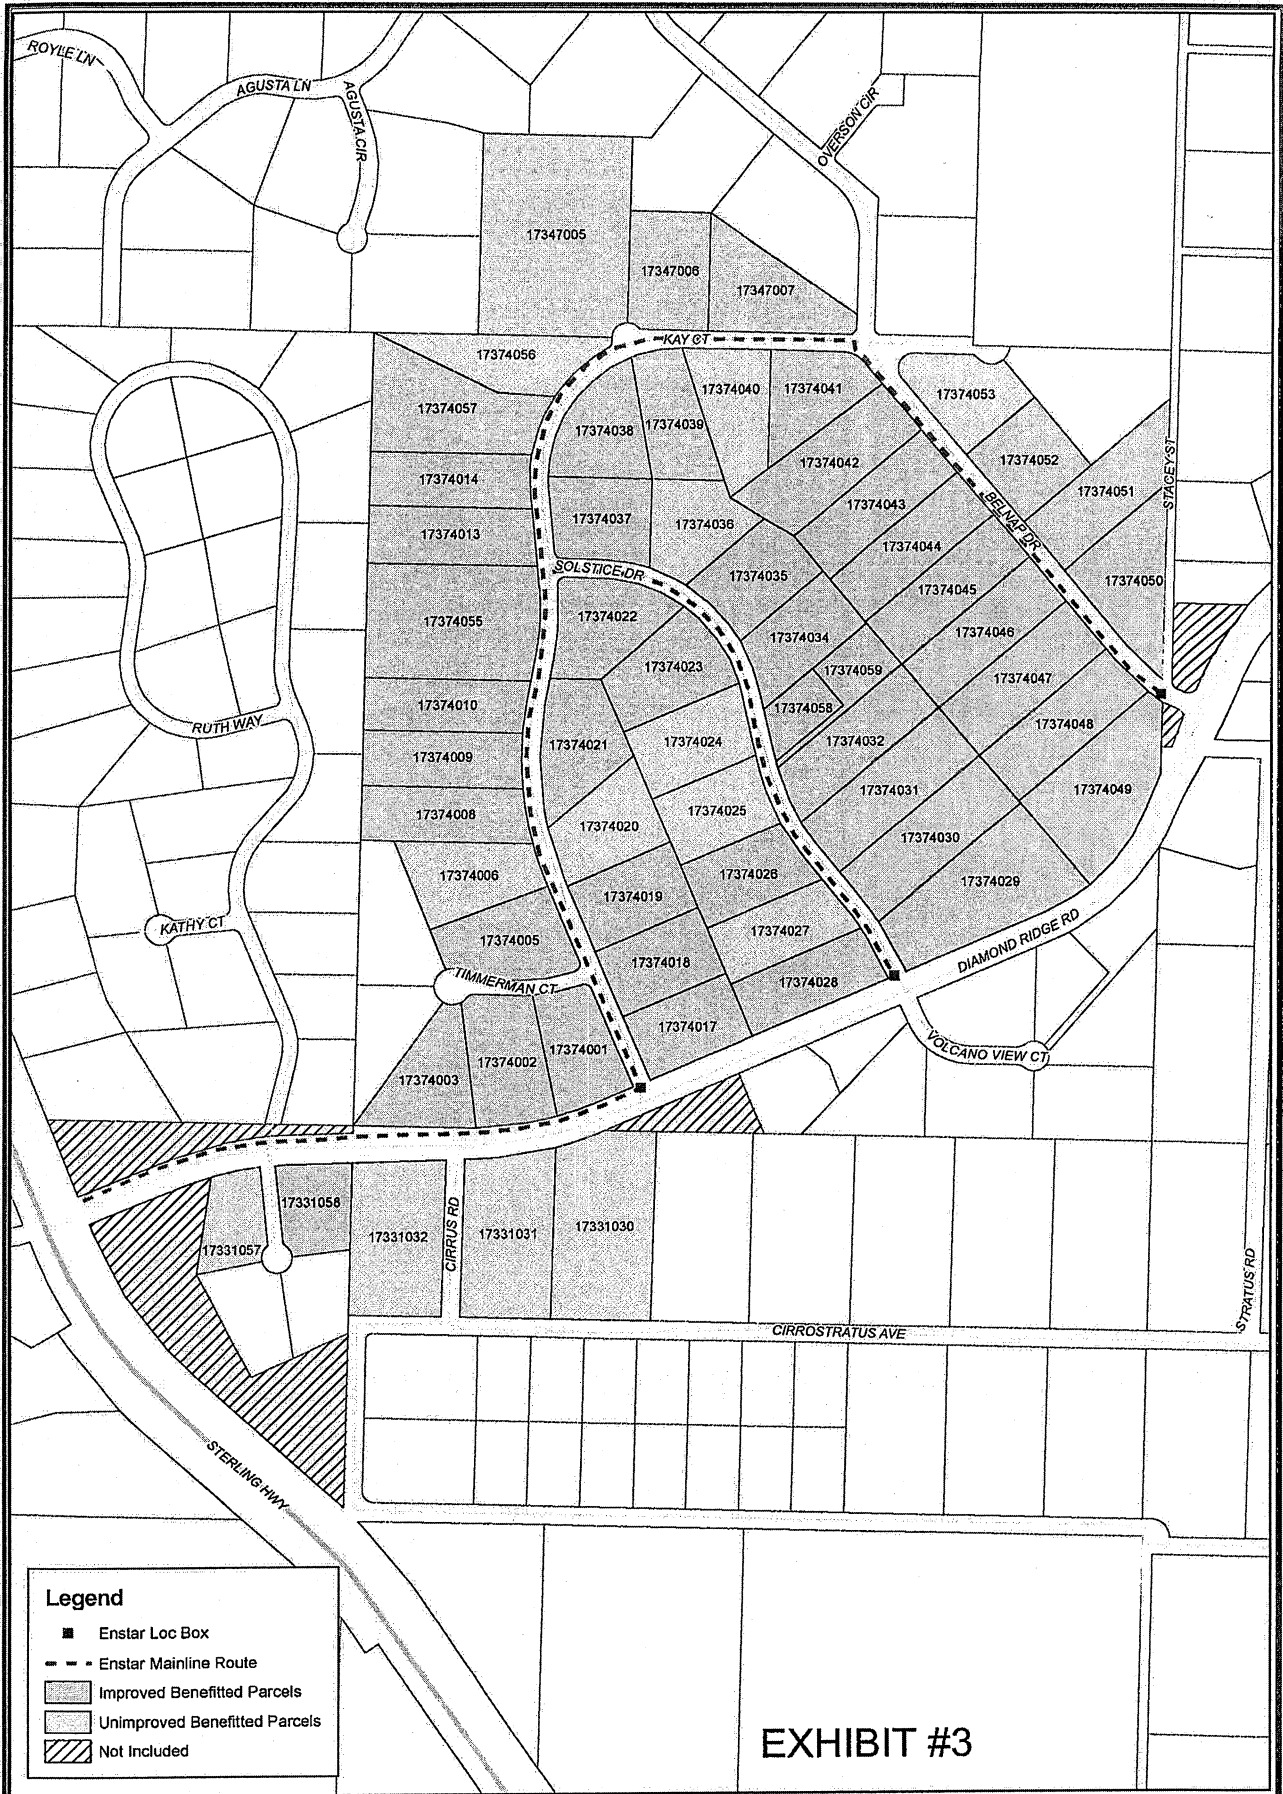 ROYLE LN
AGUSTA LN
AGUSTA CIR
OVERSON CIR
17347005
17347006
17347007
KAY CT
17374056
17374040
17374041
17374053
17374057
17374038
17374039
17374042
17374052
17374014
17374051
STACEY ST
17374043
BELNAP DR
17374037
17374036
17374013
17374044
SOLSTICE DR
17374035
17374045
17374050
17374055
17374022
17374034
17374046
17374023
17374059
17374047
17374010
17374058
RUTH WAY
17374021
17374024
17374032
17374048
17374009
17374031
17374049
17374008
17374020
17374025
17374030
17374006
17374026
17374029
17374019
KATHY CT
17374005
17374027
DIAMOND RIDGE RD
17374018
TIMMERMAN CT
17374028
17374017
17374001
VOLCANO VIEW CT
17374002
17374003
17331058
17331057
17331032
CIRRUS RD
17331031
17331030
STRATUS RD
CIRROSTRATUS AVE
STERLING HWY
Legend
Enstar Loc Box
Enstar Mainline Route
Improved Benefitted Parcels
Unimproved Benefitted Parcels
Not Included
EXHIBIT #3